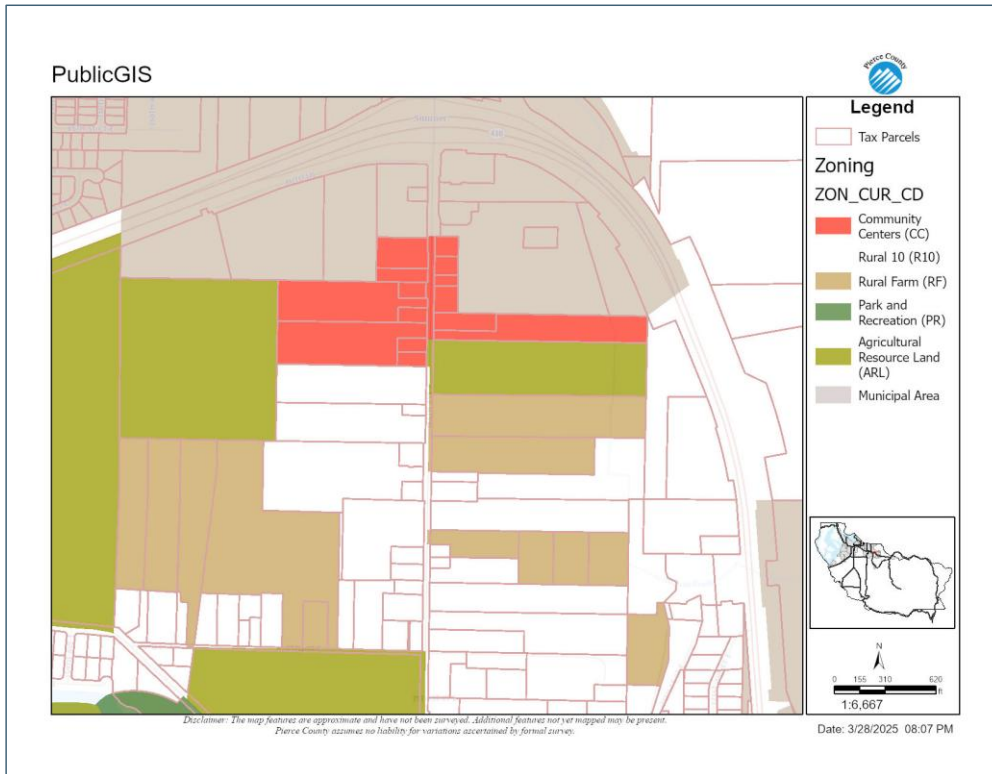 PublicGIS
Pierce County
Legend
Tax Parcels
Zoning
ZON_CUR_CD
Community
Centers (CC)
Rural 10 (R10)
Rural Farm (RF)
Park and
Recreation (PR)
Agricultural
Resource Land
(ARL)
Municipal Area
410
N
0 155 310 620
ft
1:6,667
Disclaimer: The map features are approximate and have not been surveyed. Additional features not yet mapped may be present.
Pierce County assumes no liability for variations ascertained by formal survey.
Date: 3/28/2025 08:07 PM